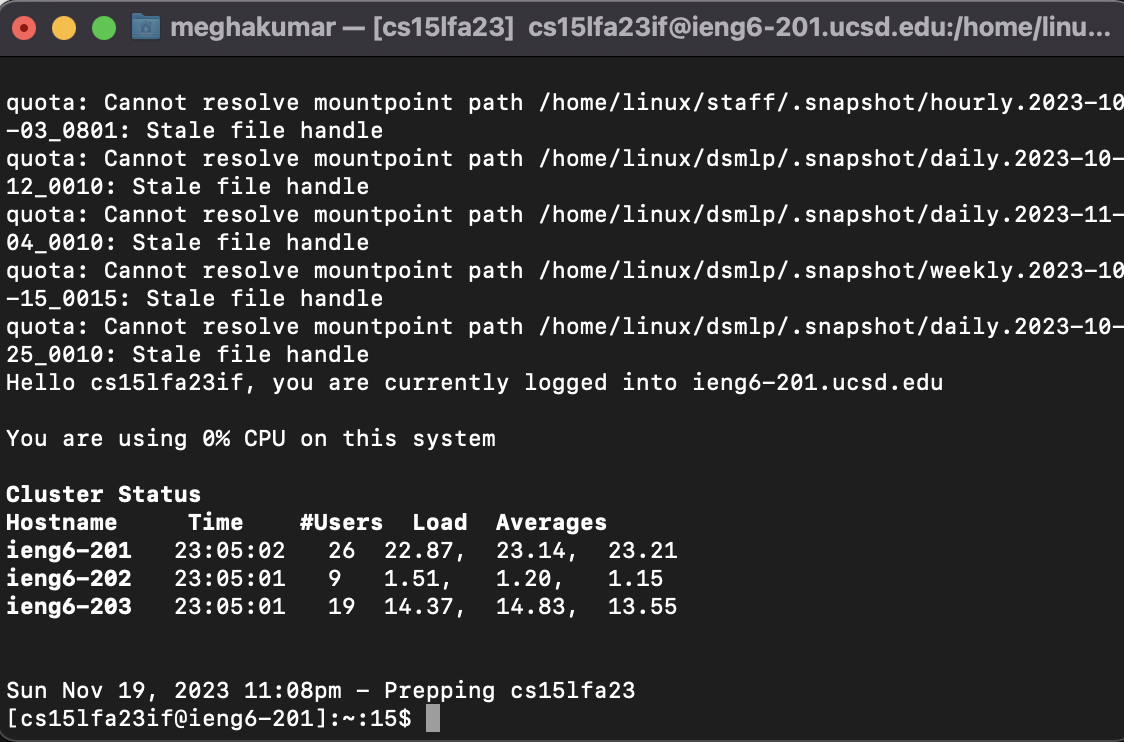 meghakumar — [cs15lfa23] cs15lfa23if@ieng6-201.ucsd.edu:/home/linu...
quota: Cannot resolve mountpoint path /home/linux/staff/.snapshot/hourly.2023-10
-03_0801: Stale file handle
quota: Cannot resolve mountpoint path /home/linux/dsmlp/.snapshot/daily.2023-10-
12_0010: Stale file handle
quota: Cannot resolve mountpoint path /home/linux/dsmlp/.snapshot/daily.2023-11-
04_0010: Stale file handle
quota: Cannot resolve mountpoint path /home/linux/dsmlp/.snapshot/weekly.2023-10
-15_0015: Stale file handle
quota: Cannot resolve mountpoint path /home/linux/dsmlp/.snapshot/daily.2023-10-
25_0010: Stale file handle
Hello cs15lfa23if, you are currently logged into ieng6-201.ucsd.edu
You are using 0% CPU on this system
Cluster Status
Hostname     Time    #Users  Load  Averages
ieng6-201   23:05:02   26  22.87,  23.14,  23.21
ieng6-202   23:05:01   9   1.51,   1.20,   1.15
ieng6-203   23:05:01   19  14.37,  14.83,  13.55
Sun Nov 19, 2023 11:08pm - Prepping cs15lfa23
[cs15lfa23if@ieng6-201]:~:15$